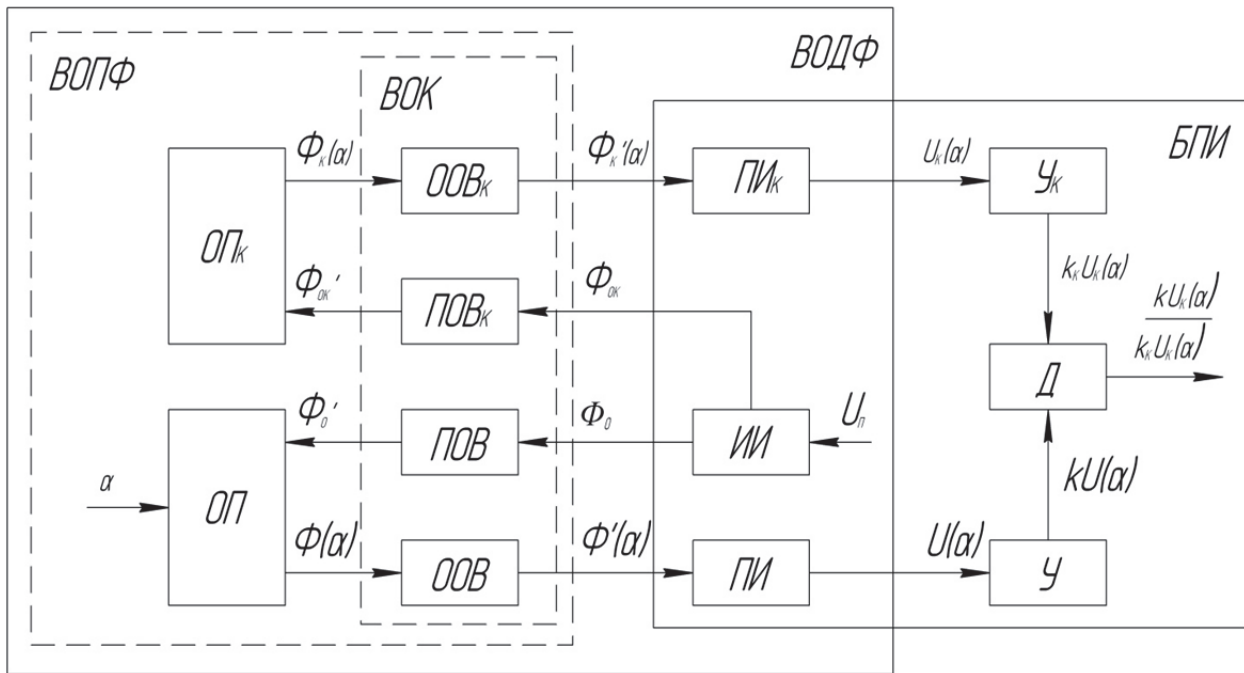 ВОПФ
ВОДФ
ВОК
БПИ
Фк(α)
ООВк
Фк'(α)
ПИк
Uк(α)
Ук
ОПк
Фок'
ПОВк
Фок
kкUк(α)
kUк(α)
kкUк(α)
Д
Фо'
ПОВ
Ф₀
ИИ
Uп
kU(α)
α
ОП
Ф(α)
ООВ
Ф'(α)
ПИ
U(α)
У